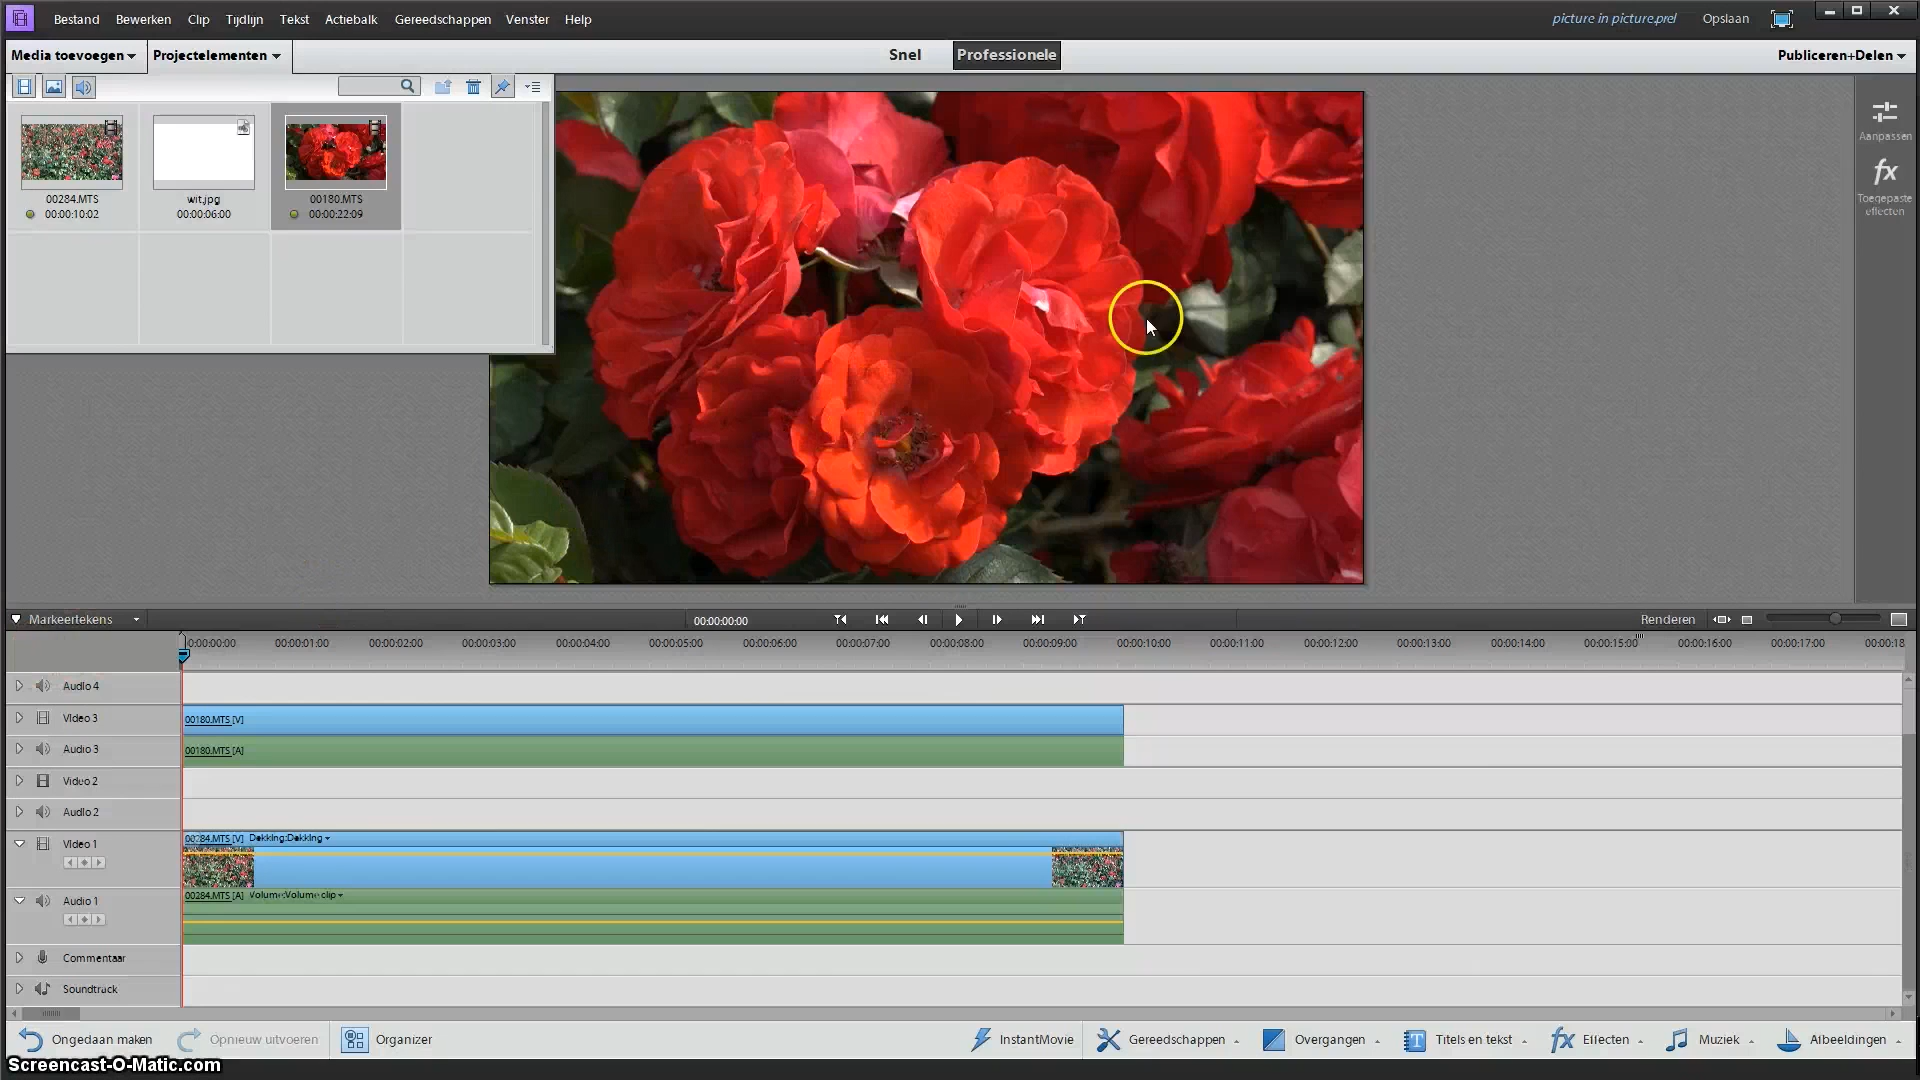 Bestand Bewerken Clip Tijdlijn Tekst Actiebalk Gereedschappen Venster Help picture in picture.prel Opslaan
Media toevoegen Projectelementen Snel Professionele Publiceren+Delen
00284.MTS wit.jpg 00180.MTS
00:00:10:02 00:00:06:00 00:00:22:09
Aanpassen
fx
Toegepaste
effecten
Markeertekens 00:00:00:00 Renderen
0:00:00:00 00:00:01:00 00:00:02:00 00:00:03:00 00:00:04:00 00:00:05:00 00:00:06:00 00:00:07:00 00:00:08:00 00:00:09:00 00:00:10:00 00:00:11:00 00:00:12:00 00:00:13:00 00:00:14:00 00:00:15:00 00:00:16:00 00:00:17:00 00:00:18
Audio 4
Video 3 00180.MTS [V]
Audio 3 00180.MTS [A]
Video 2
Audio 2
00284.MTS [V] Dekking:Dekking
Video 1
00284.MTS [A] Volume:Volume clip
Audio 1
Commentaar
Soundtrack
Ongedaan maken Opnieuw uitvoeren Organizer InstantMovie Gereedschappen Overgangen Titels en tekst fx Effecten Muziek Afbeeldingen
Screencast-O-Matic.com